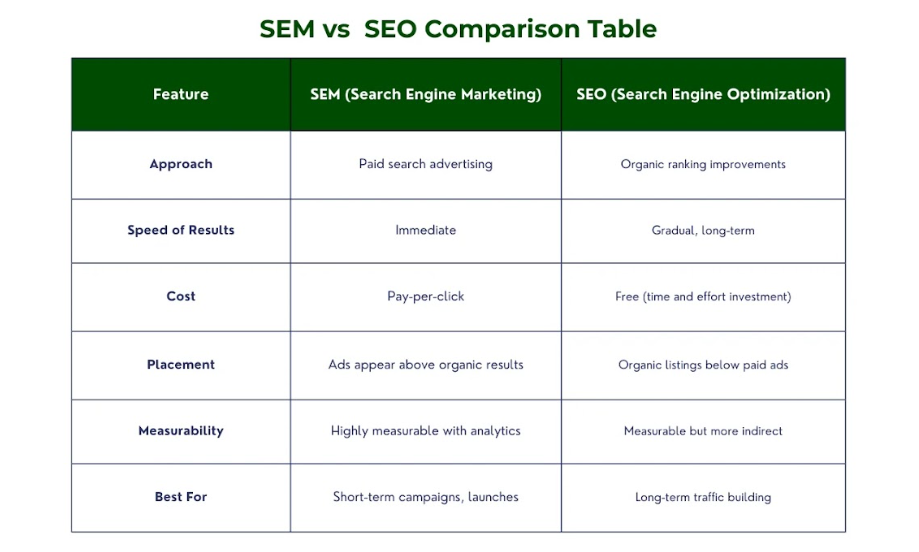 SEM vs SEO Comparison Table
Feature
SEM (Search Engine Marketing)
SEO (Search Engine Optimization)
Approach
Paid search advertising
Organic ranking improvements
Speed of Results
Immediate
Gradual, long-term
Cost
Pay-per-click
Free (time and effort investment)
Placement
Ads appear above organic results
Organic listings below paid ads
Measurability
Highly measurable with analytics
Measurable but more indirect
Best For
Short-term campaigns, launches
Long-term traffic building